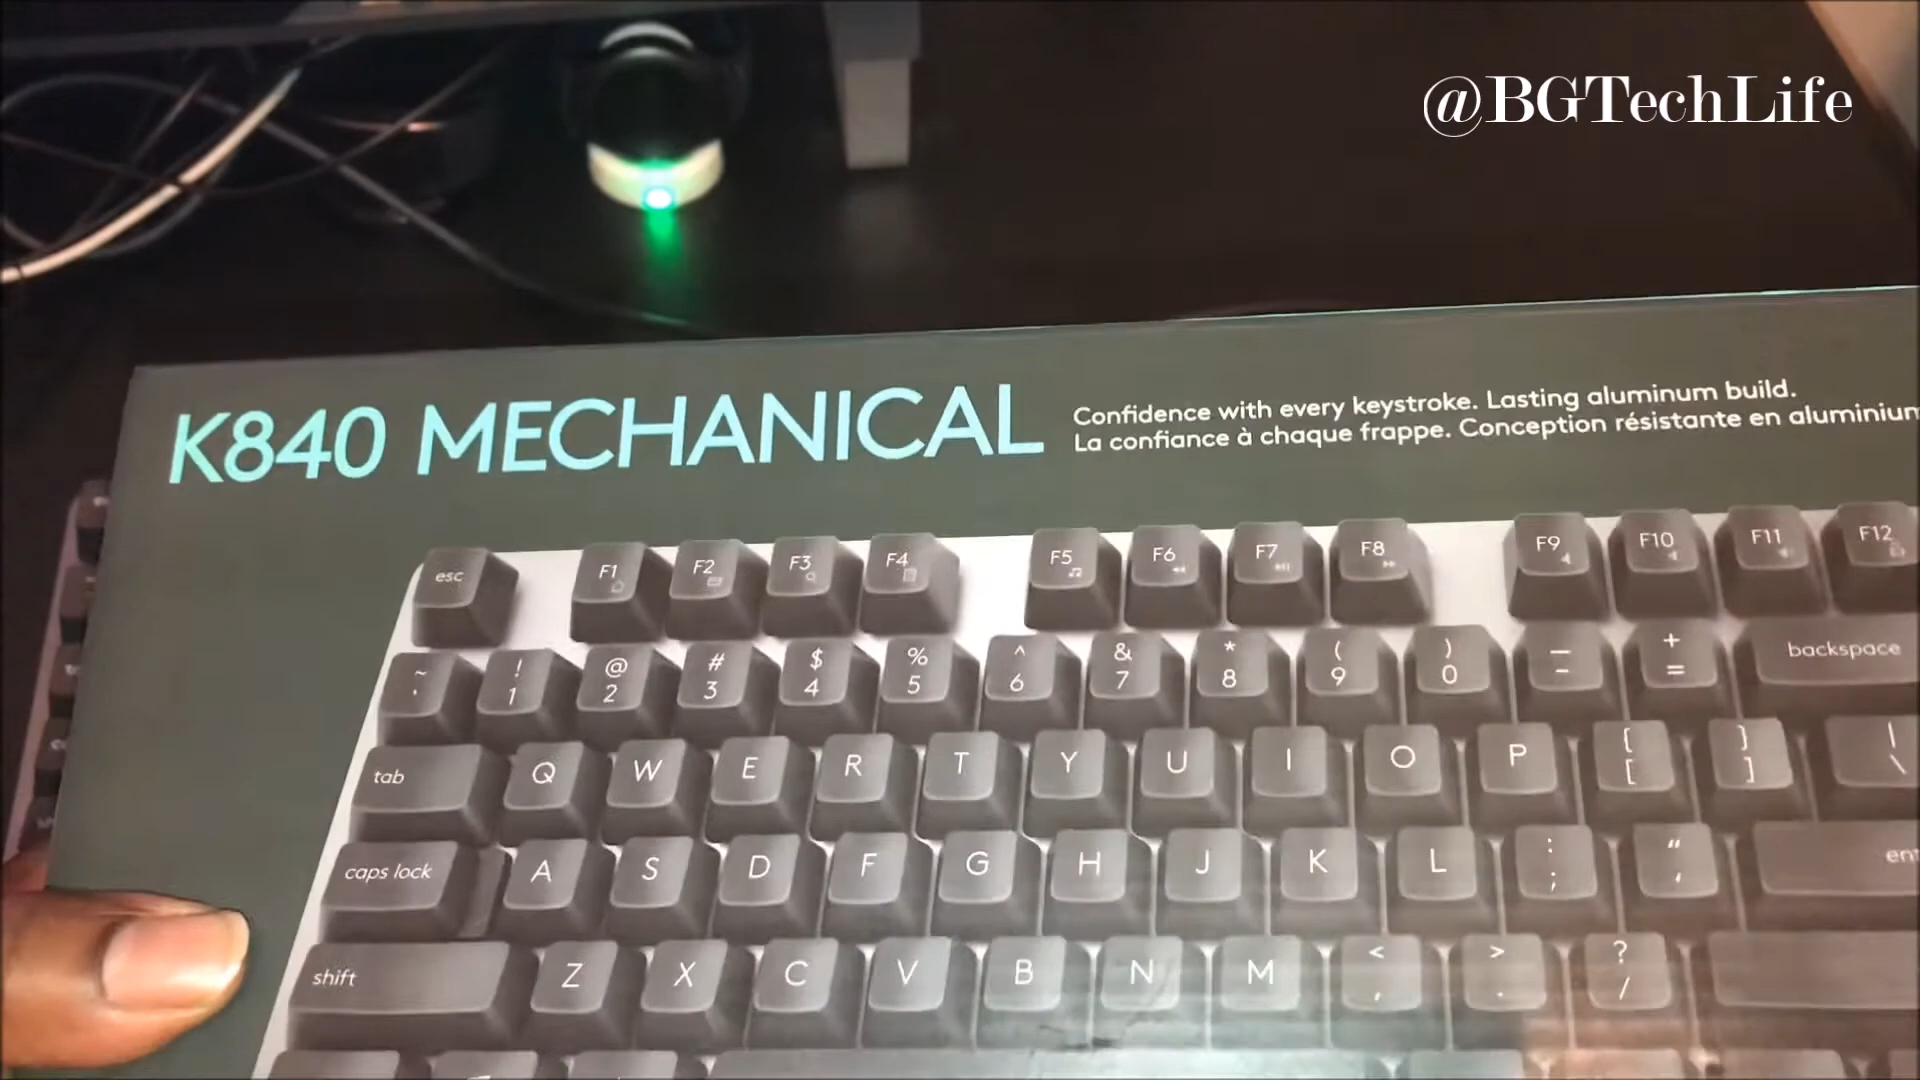 @BGTechLife
K840 MECHANICAL
Confidence with every keystroke. Lasting aluminum build.
La confiance à chaque frappe. Conception résistante en aluminium
esc F1 F2 F3 F4 F5 F6 F7 F8 F9 F10 F11 F12
~ ! @ # $ % ^ & * ( ) — +
` 1 2 3 4 5 6 7 8 9 0 - = backspace
tab Q W E R T Y U I O P [ [ ] ] | \
caps lock A S D F G H J K L : ; “ ‘
shift Z X C V B N M < , > . ? /